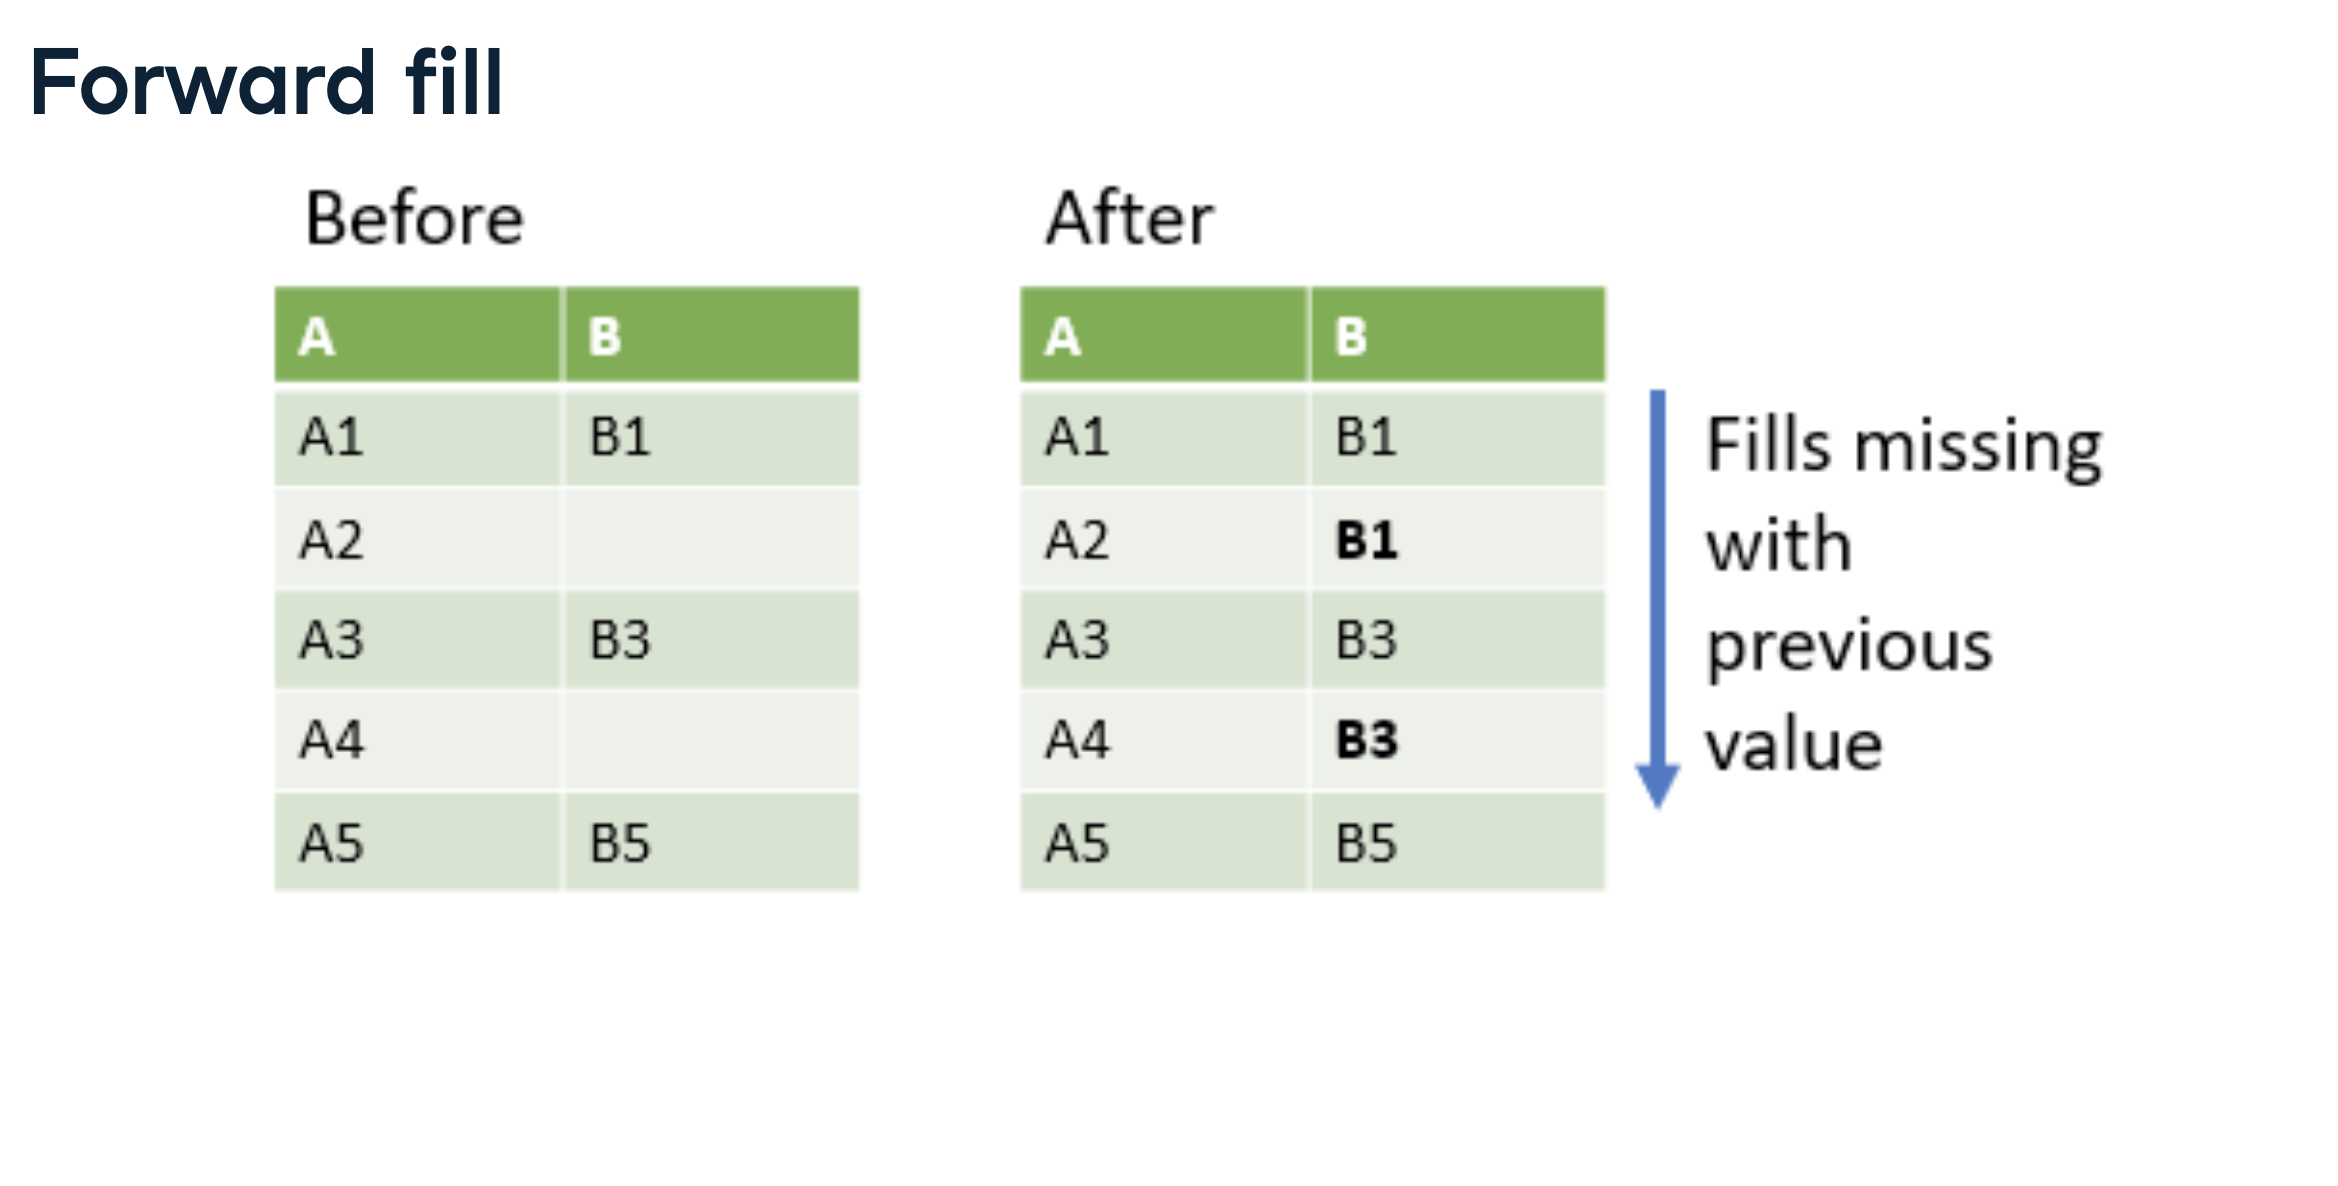 Forward fill
Before
A B
A1 B1
A2
A3 B3
A4
A5 B5
After
A B
A1 B1
A2 B1
A3 B3
A4 B3
A5 B5
Fills missing
with
previous
value